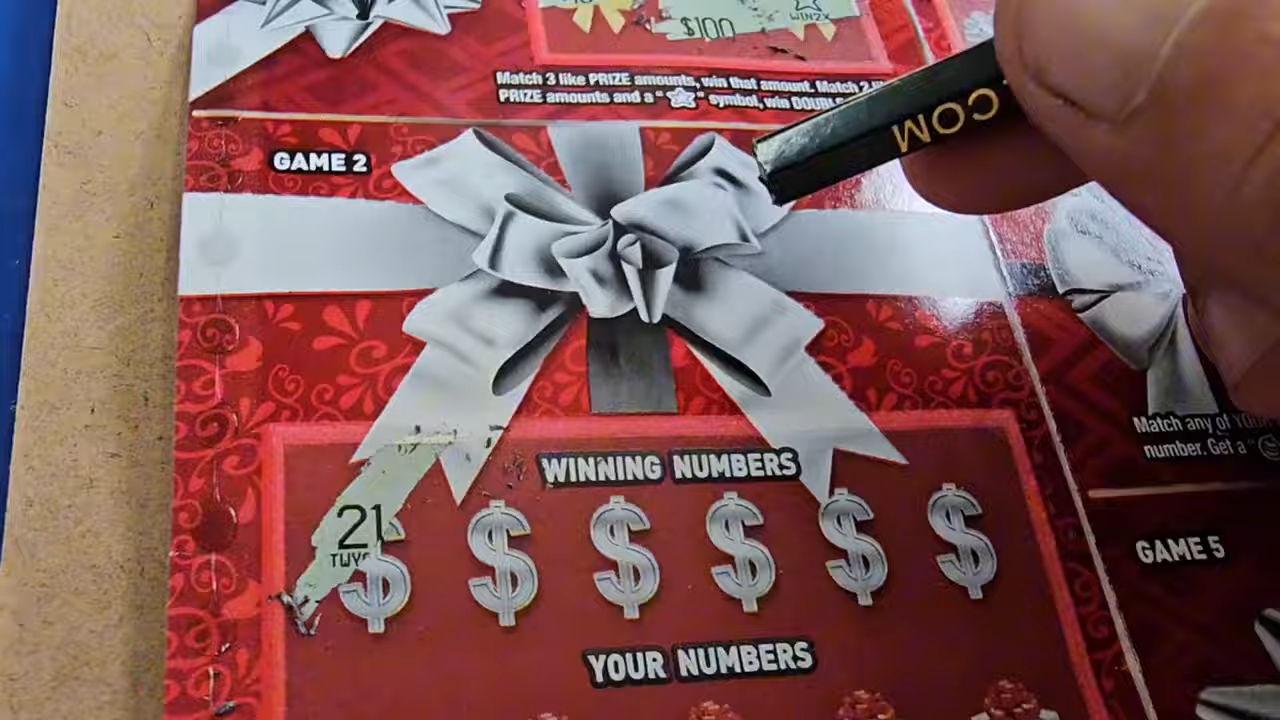 $100
WIN2X
Match 3 like PRIZE amounts, win that amount. Match 2
PRIZE amounts and a " " symbol, win
.COM
GAME 2
WINNING NUMBERS
21
$ $ $ $ $ $
YOUR NUMBERS
Match any of
number. Get a "
GAME 5